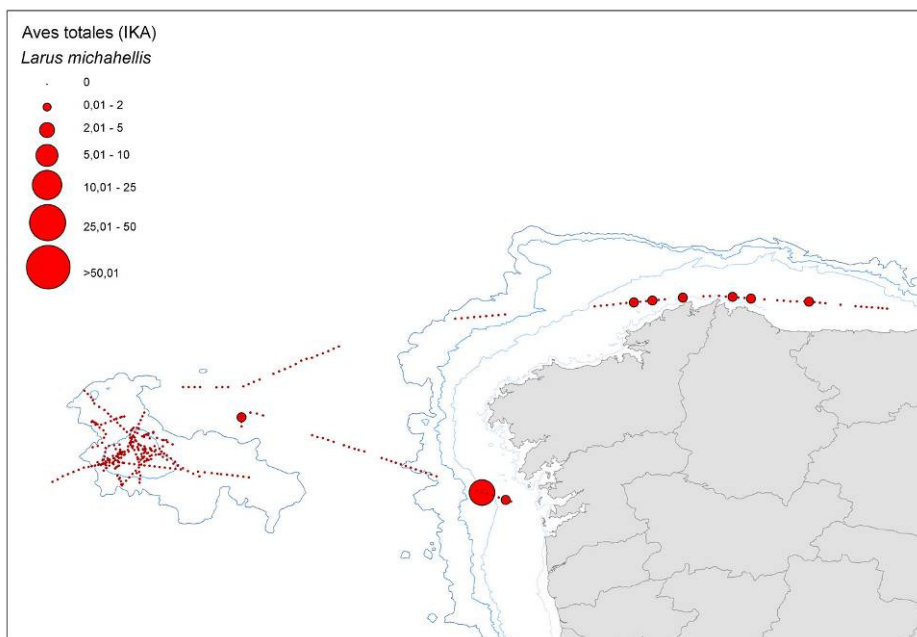 Aves totales (IKA)
Larus michahellis
0
0,01 - 2
2,01 - 5
5,01 - 10
10,01 - 25
25,01 - 50
>50,01